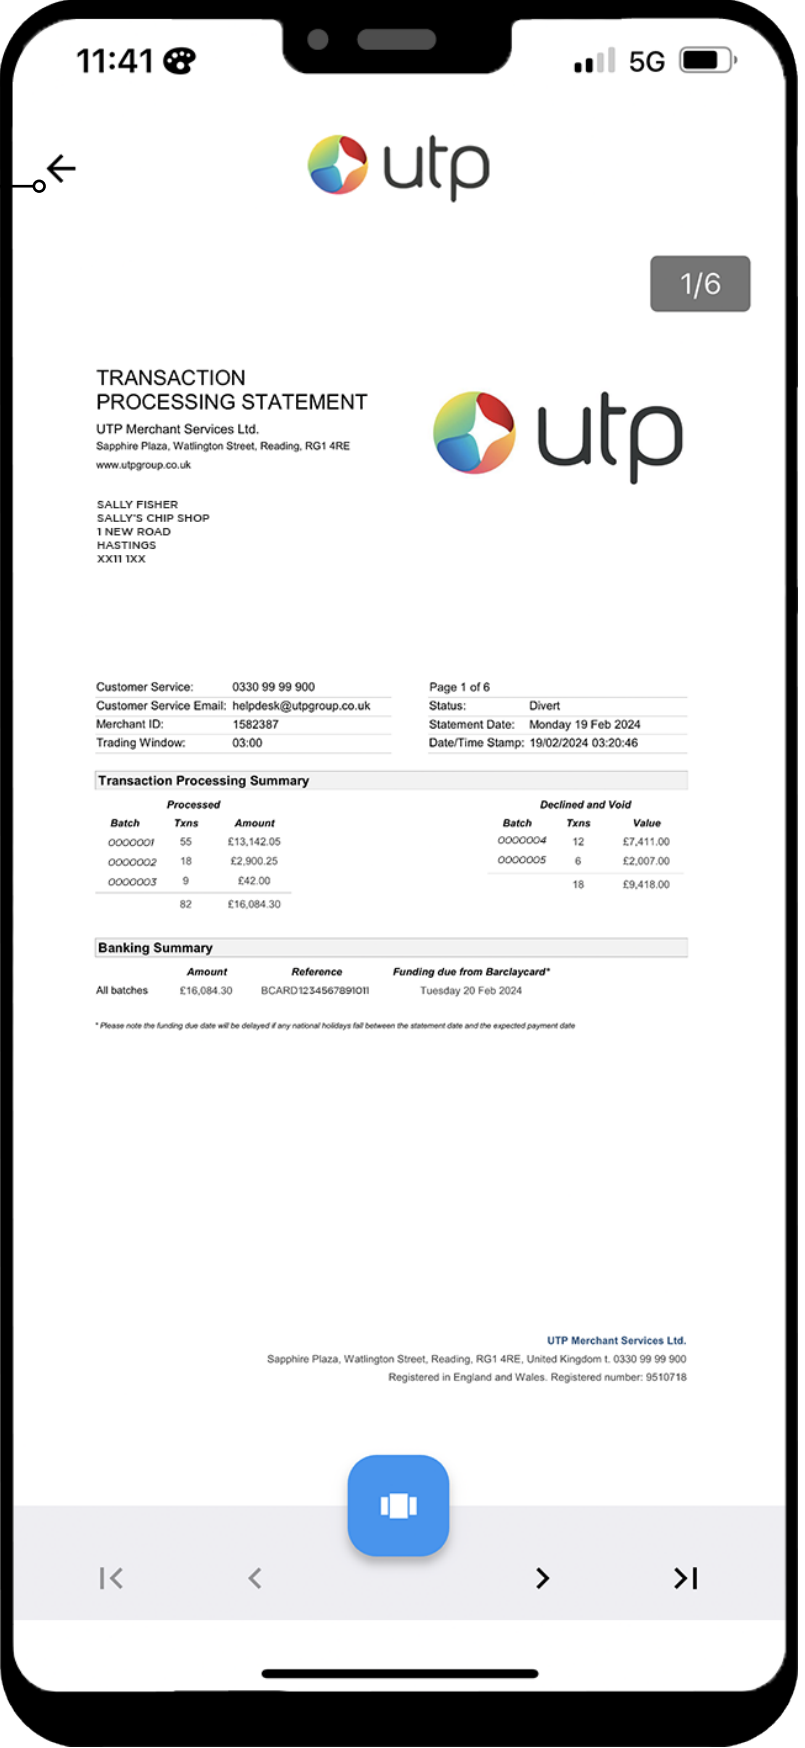 11:41
5G
utp
1/6
TRANSACTION
PROCESSING STATEMENT
utp
UTP Merchant Services Ltd.
Sapphire Plaza, Watlington Street, Reading, RG1 4RE
www.utpgroup.co.uk
SALLY FISHER
SALLY'S CHIP SHOP
1 NEW ROAD
HASTINGS
XX11 1XX
Customer Service: 0330 99 99 900
Customer Service Email: helpdesk@utpgroup.co.uk
Merchant ID: 1582387
Trading Window: 03:00
Page 1 of 6
Status: Divert
Statement Date: Monday 19 Feb 2024
Date/Time Stamp: 19/02/2024 03:20:46
Transaction Processing Summary
Processed
Batch Txns Amount
0000001 55 £13,142.05
0000002 18 £2,900.25
0000003 9 £42.00
82 £16,084.30
Declined and Void
Batch Txns Value
0000004 12 £7,411.00
0000005 6 £2,007.00
18 £9,418.00
Banking Summary
Amount Reference Funding due from Barclaycard*
All batches £16,084.30 BCARD1234567891011 Tuesday 20 Feb 2024
* Please note the funding due date will be delayed if any national holidays fall between the statement date and the expected payment date
UTP Merchant Services Ltd.
Sapphire Plaza, Watlington Street, Reading, RG1 4RE, United Kingdom t. 0330 99 99 900
Registered in England and Wales. Registered number: 9510718